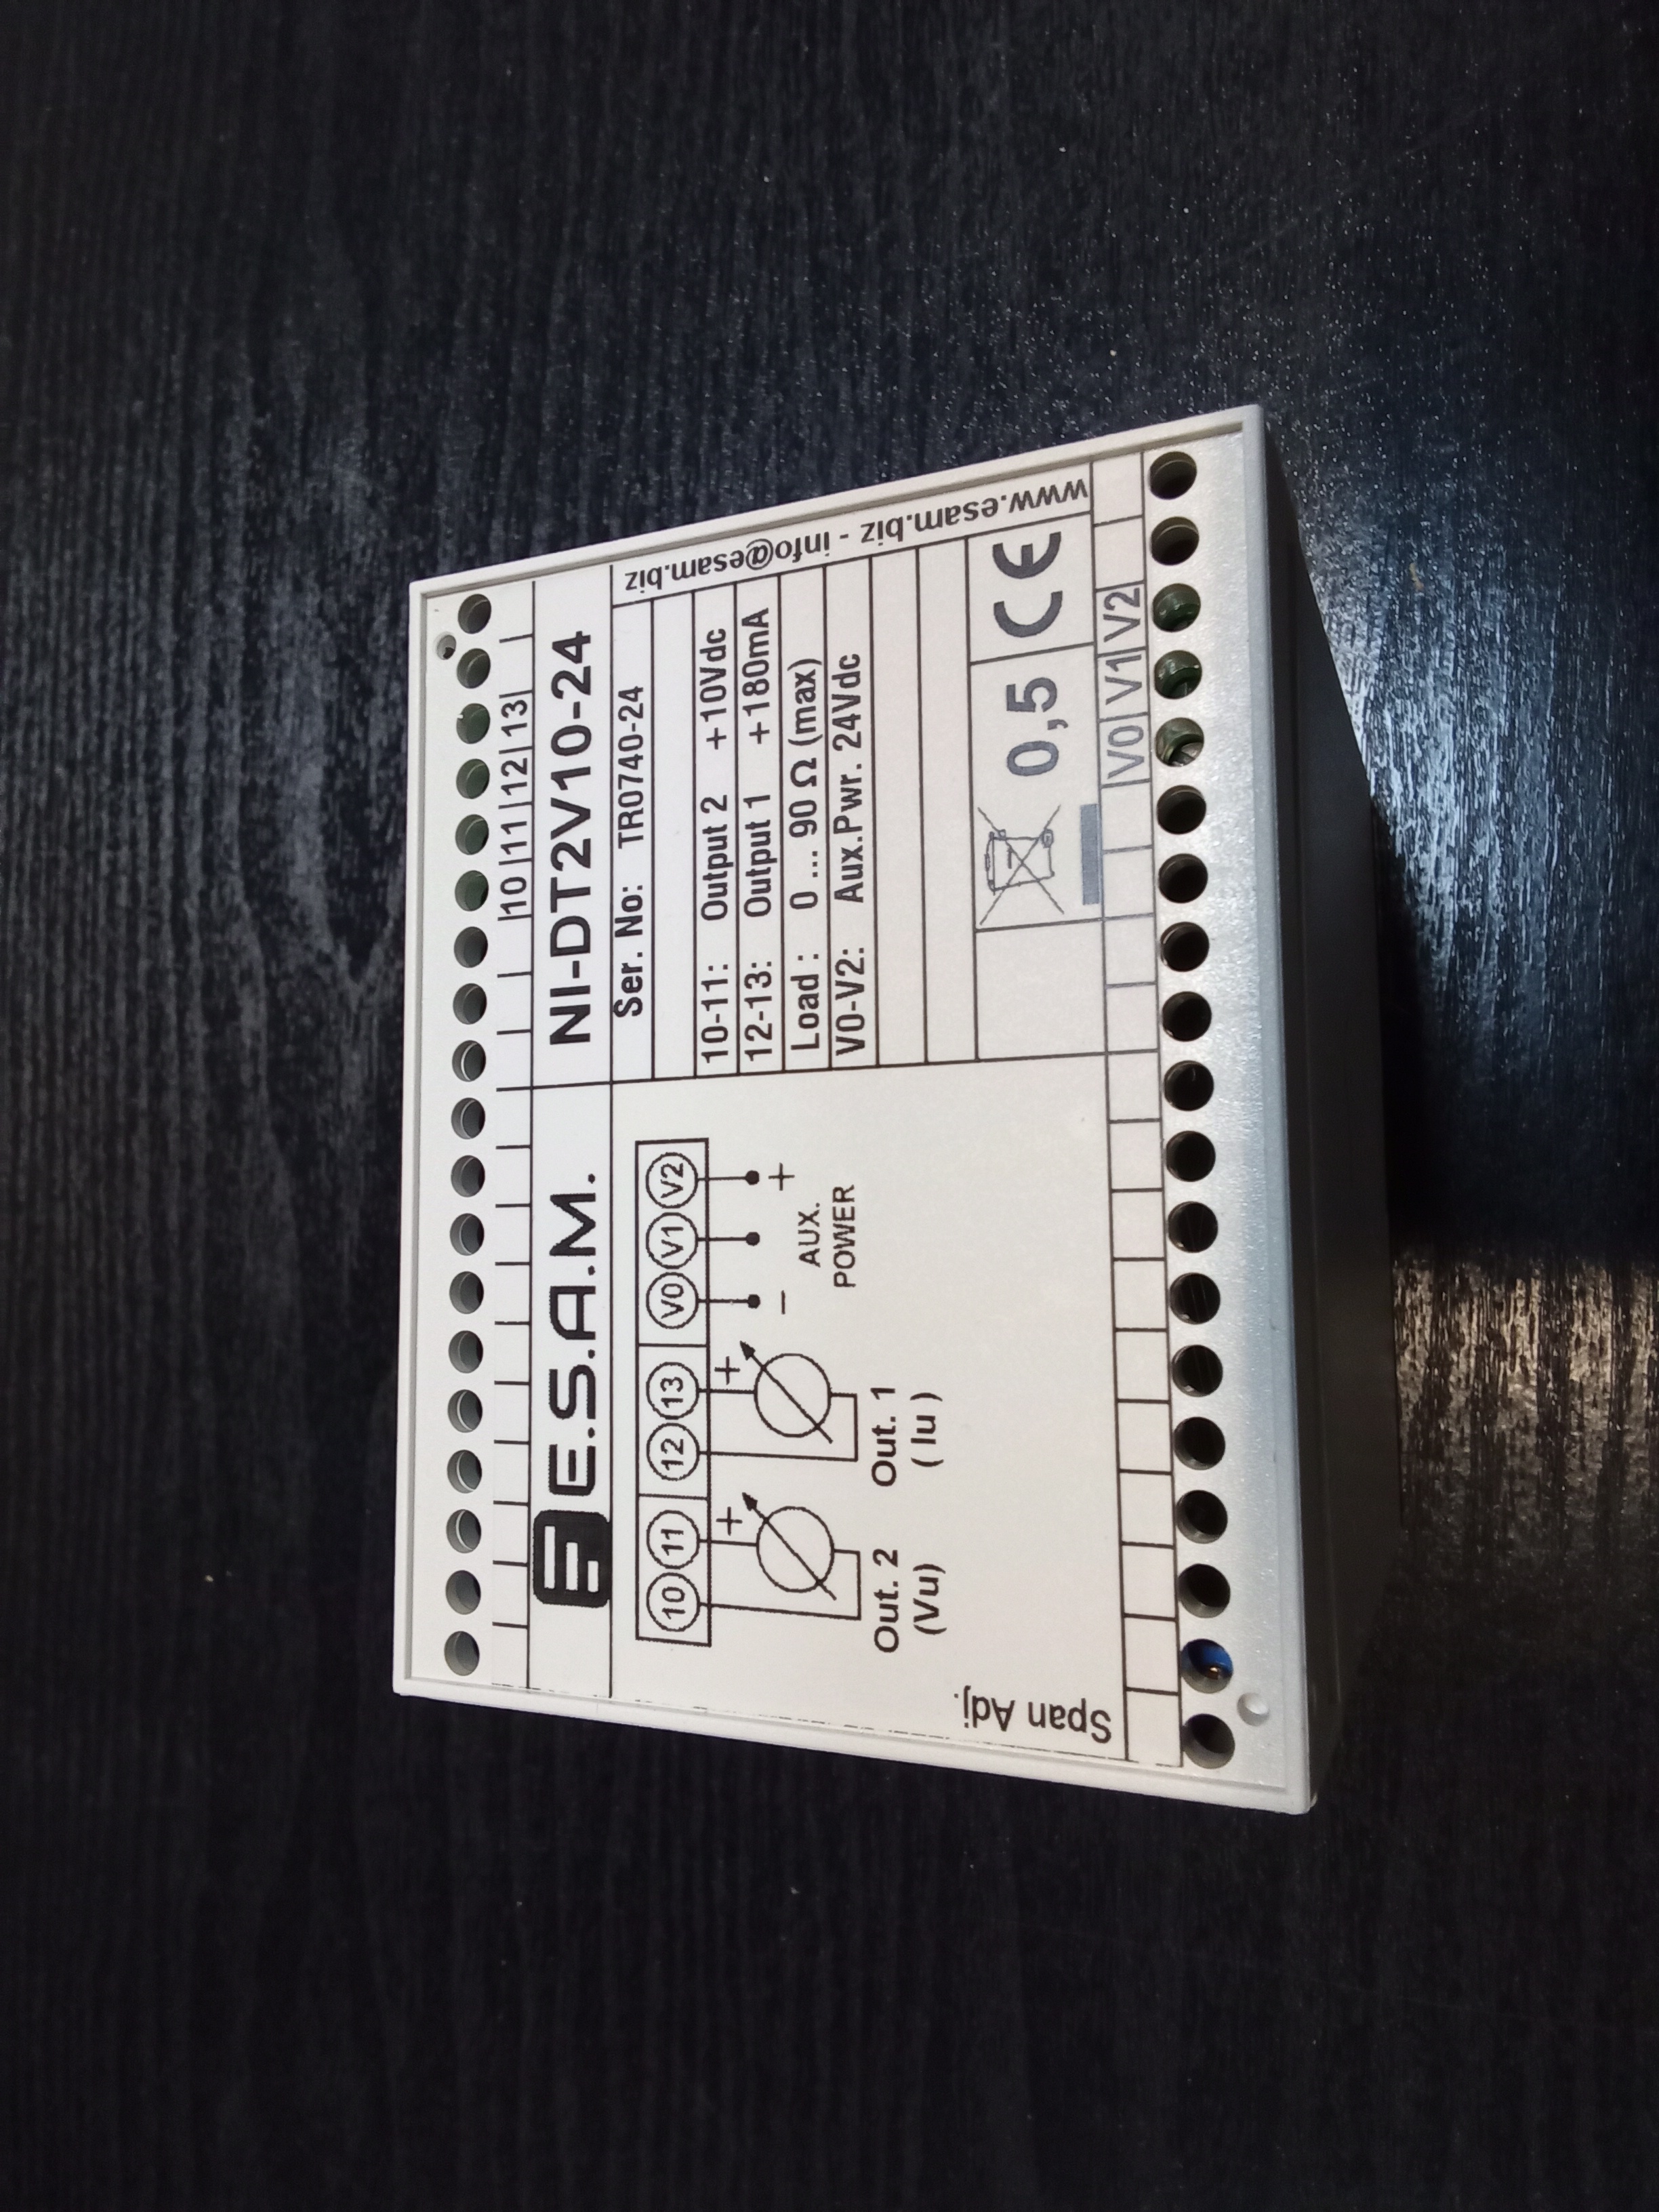 10 11 12 13
E.S.A.M.
NI-DT2V10-24
10 11 12 13 V0 V1 V2
+ + - +
AUX.
POWER
Out. 2
(Vu)
Out. 1
( Iu )
Span Adj.
Ser. No: TR0740-24
10-11: Output 2 +10Vdc
12-13: Output 1 +180mA
Load : 0 ... 90 Ω (max)
V0-V2: Aux.Pwr. 24Vdc
0,5 CE
www.esam.biz - info@esam.biz
V0 V1 V2